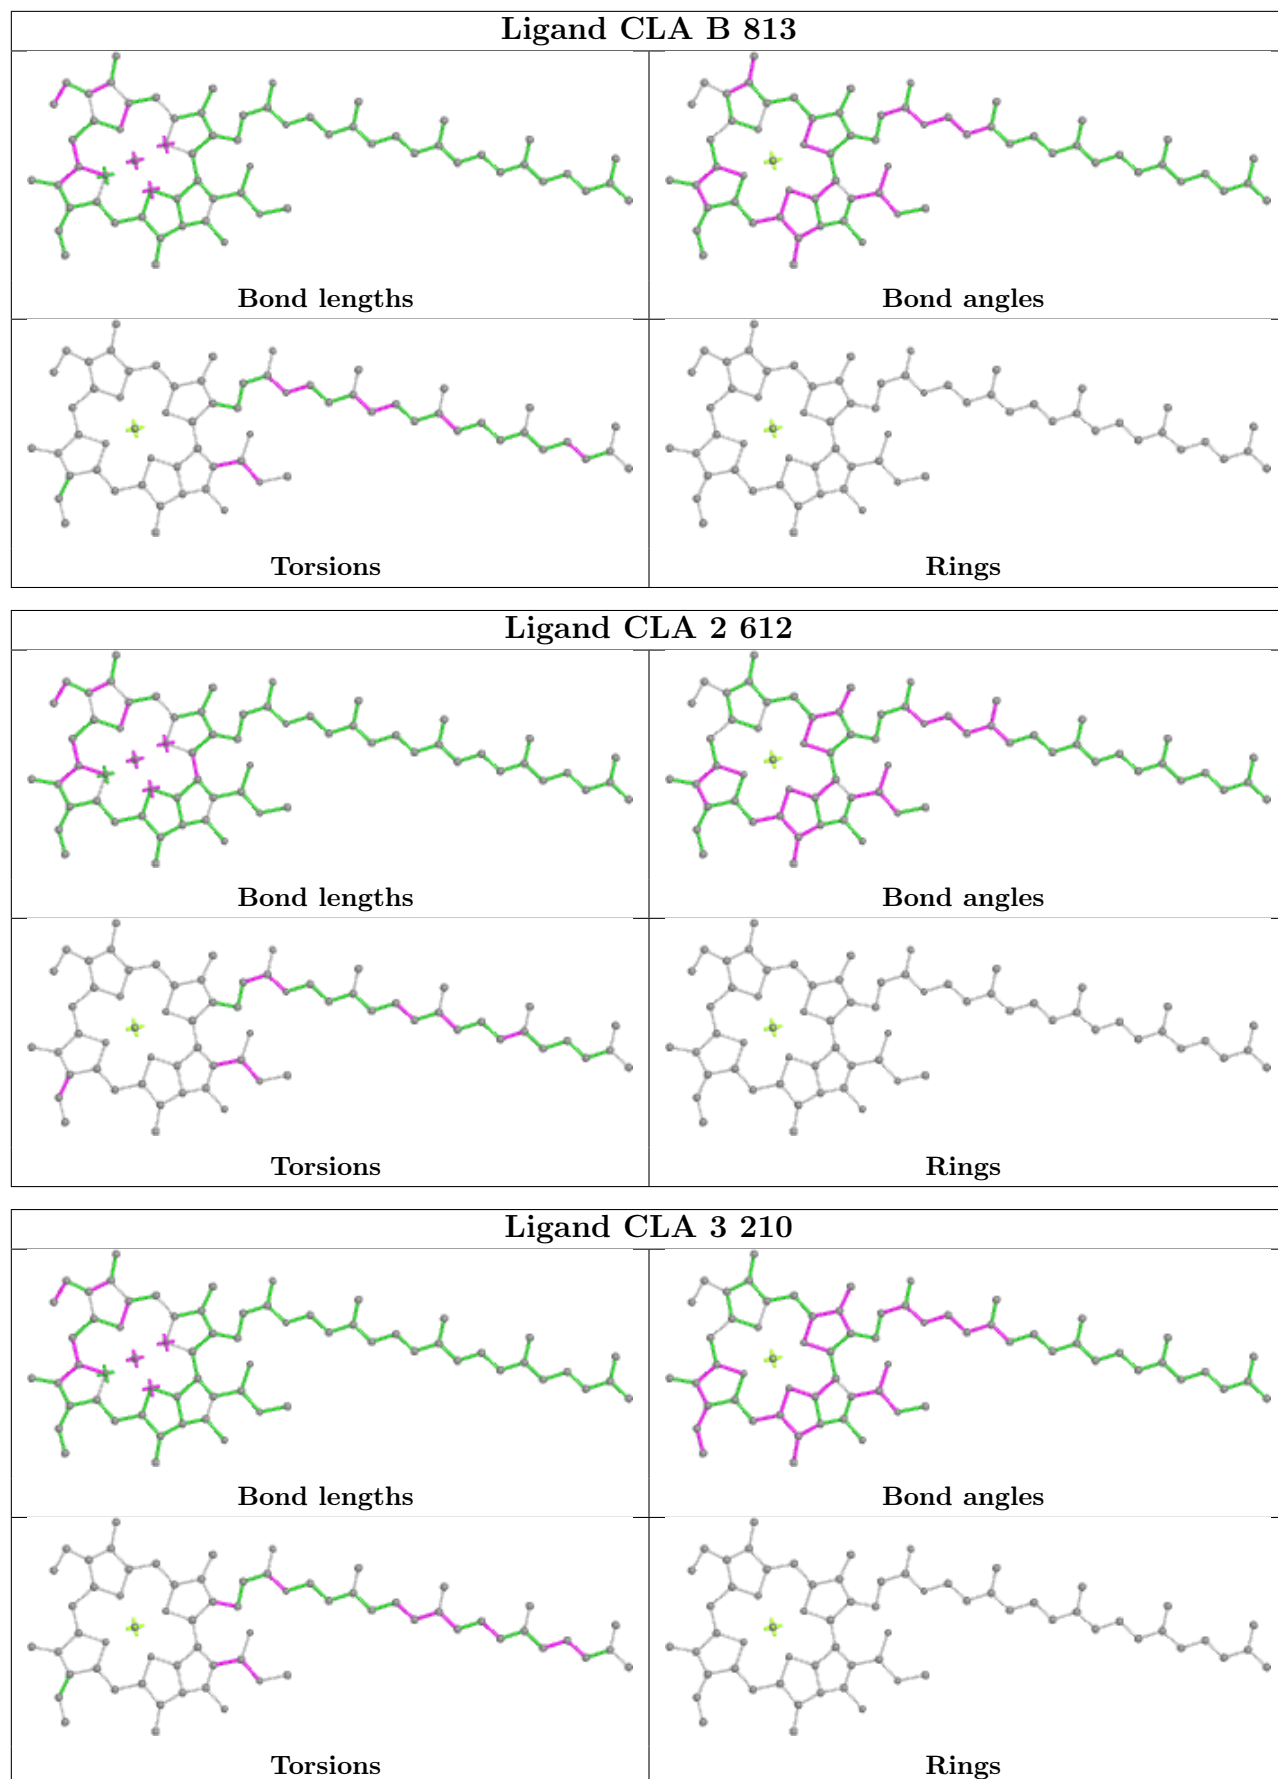 Ligand CLA B 813
Bond lengths
Bond angles
Torsions
Rings
Ligand CLA 2 612
Bond lengths
Bond angles
Torsions
Rings
Ligand CLA 3 210
Bond lengths
Bond angles
Torsions
Rings